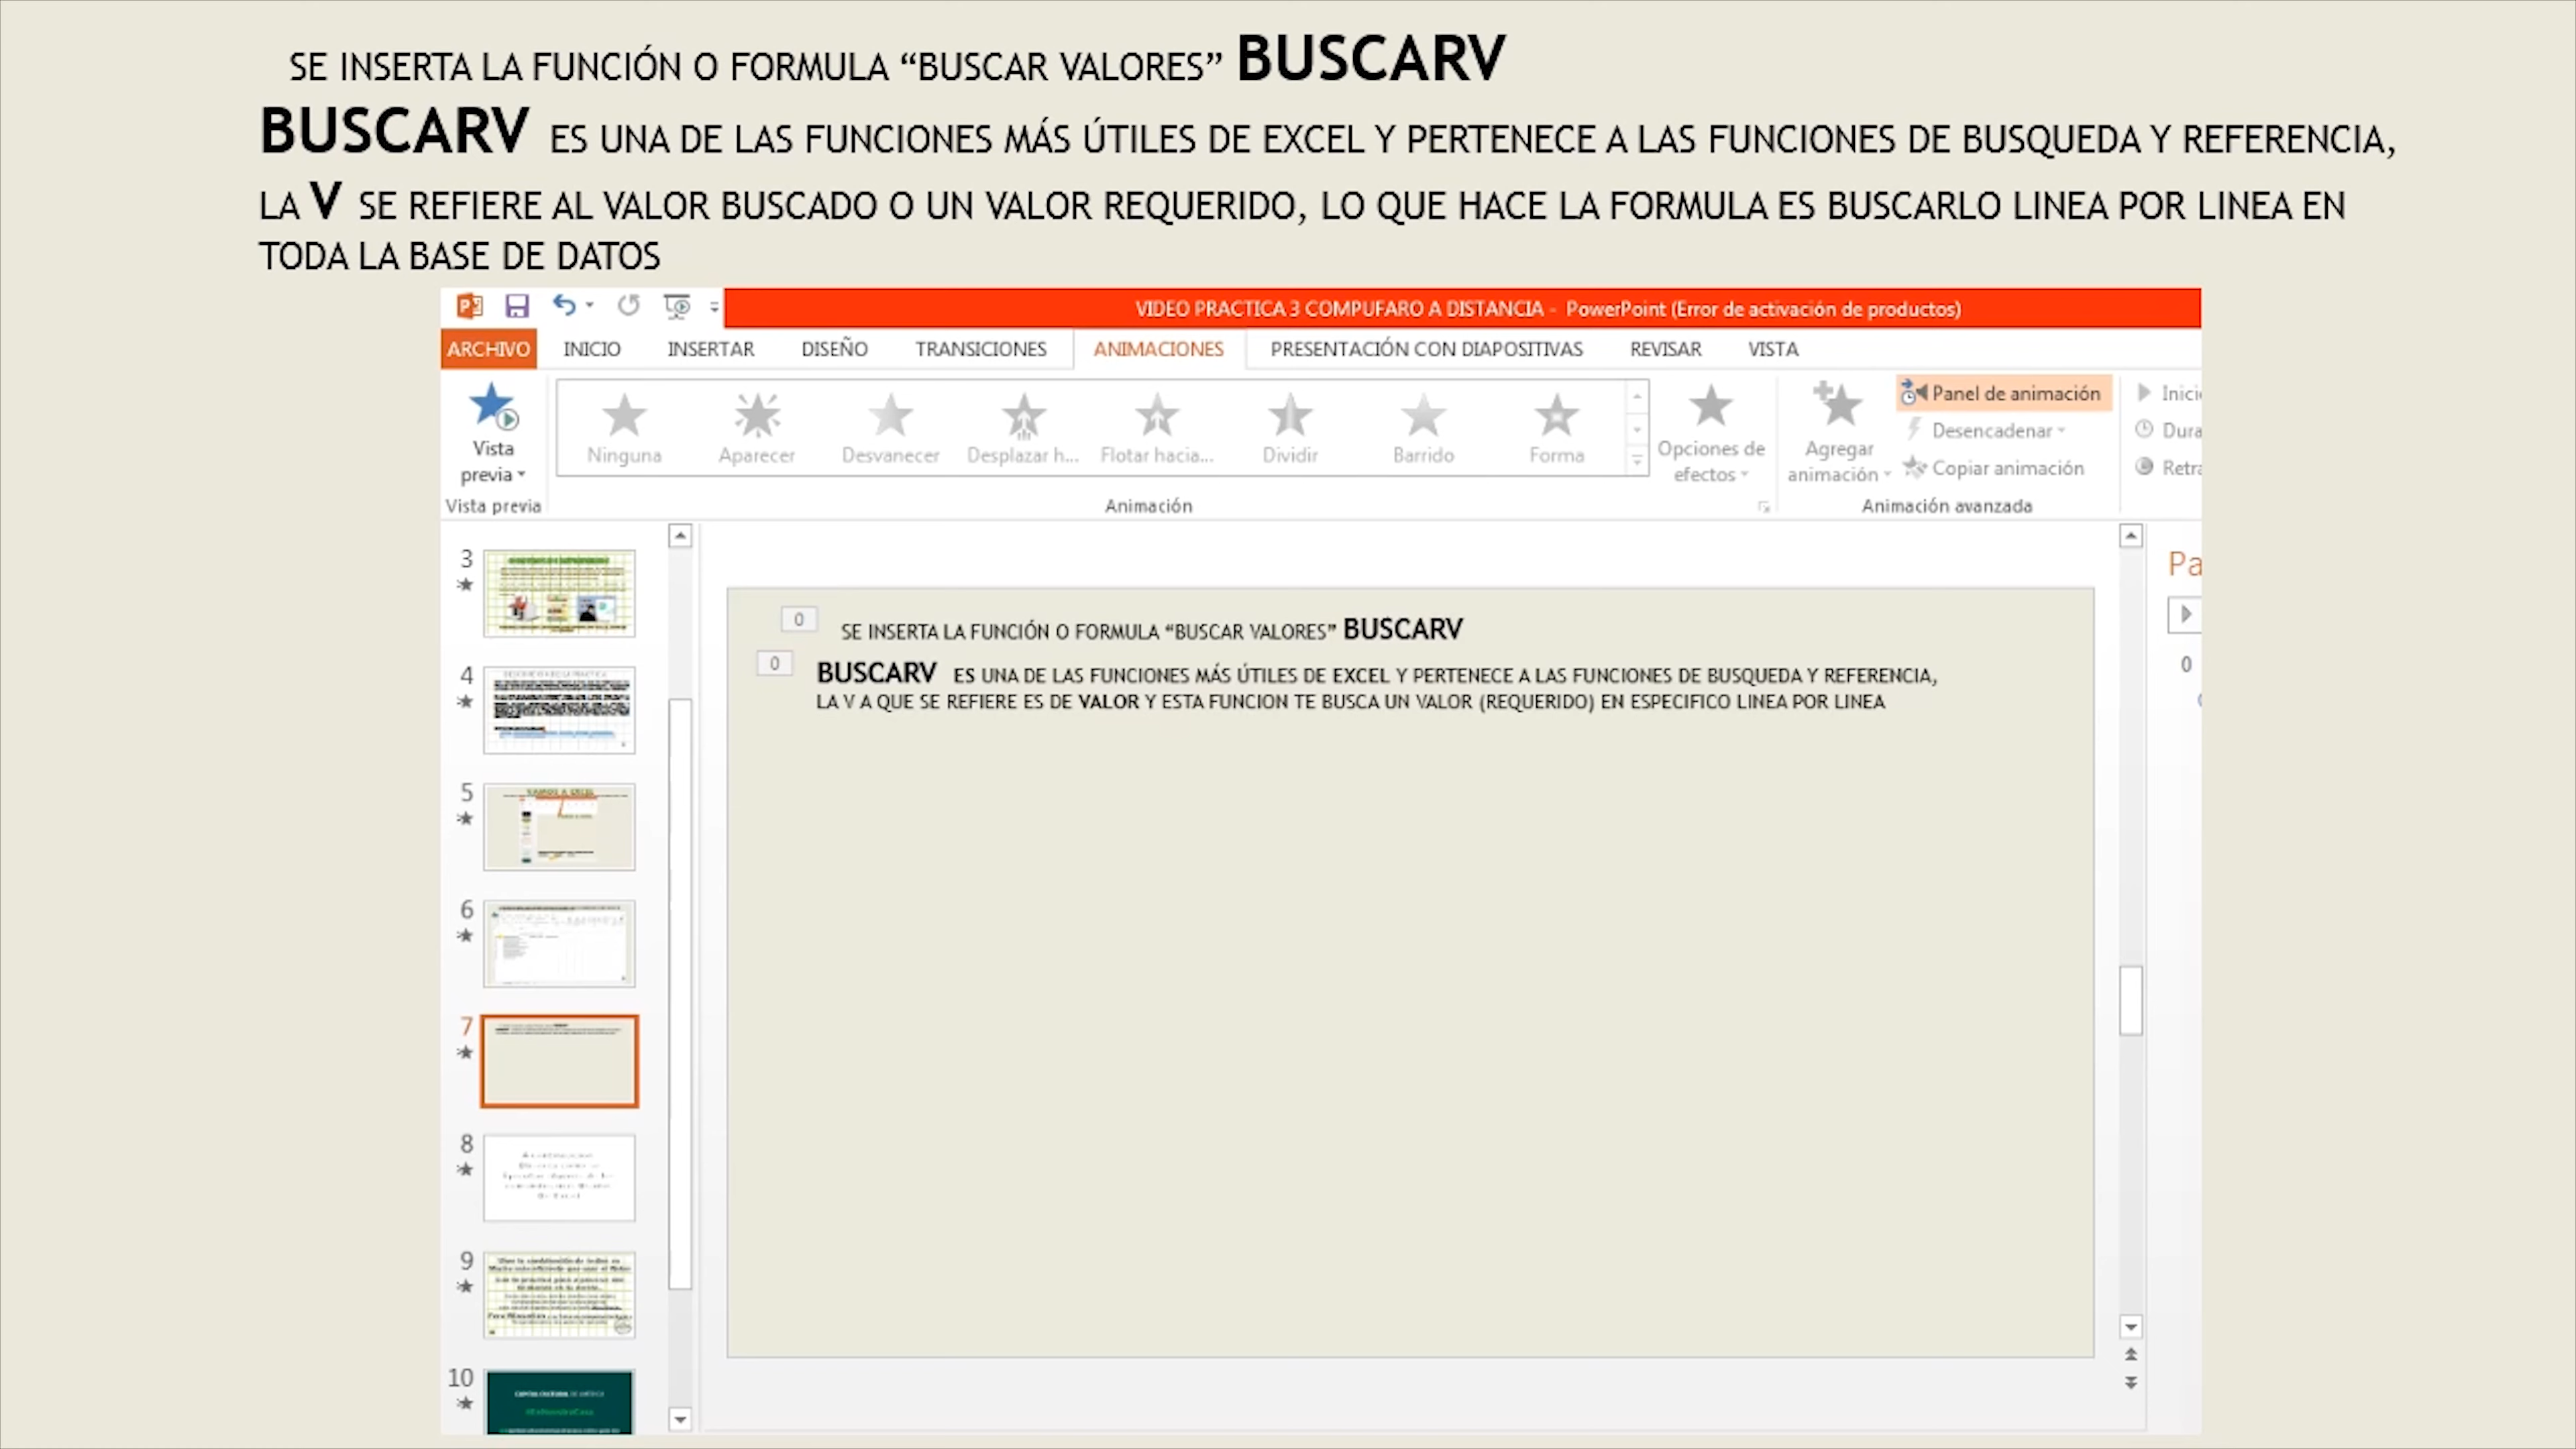 SE INSERTA LA FUNCIÓN O FORMULA “BUSCAR VALORES” BUSCARV
BUSCARV ES UNA DE LAS FUNCIONES MÁS ÚTILES DE EXCEL Y PERTENECE A LAS FUNCIONES DE BUSQUEDA Y REFERENCIA,
LA V SE REFIERE AL VALOR BUSCADO O UN VALOR REQUERIDO, LO QUE HACE LA FORMULA ES BUSCARLO LINEA POR LINEA EN
TODA LA BASE DE DATOS
VIDEO PRACTICA 3 COMPUFARO A DISTANCIA - PowerPoint (Error de activación de productos)
ARCHIVO INICIO INSERTAR DISEÑO TRANSICIONES ANIMACIONES PRESENTACIÓN CON DIAPOSITIVAS REVISAR VISTA
Vista previa
Ninguna Aparecer Desvanecer Desplazar h... Flotar hacia... Dividir Barrido Forma
Opciones de efectos
Agregar animación
Panel de animación
Desencadenar
Copiar animación
Inici
Dura
Retra
Vista previa Animación Animación avanzada
3
4
5
VAMOS A EXCEL
6
7
8
9
10
0 SE INSERTA LA FUNCIÓN O FORMULA “BUSCAR VALORES” BUSCARV
0 BUSCARV ES UNA DE LAS FUNCIONES MÁS ÚTILES DE EXCEL Y PERTENECE A LAS FUNCIONES DE BUSQUEDA Y REFERENCIA,
LA V A QUE SE REFIERE ES DE VALOR Y ESTA FUNCION TE BUSCA UN VALOR (REQUERIDO) EN ESPECIFICO LINEA POR LINEA
Pa
0